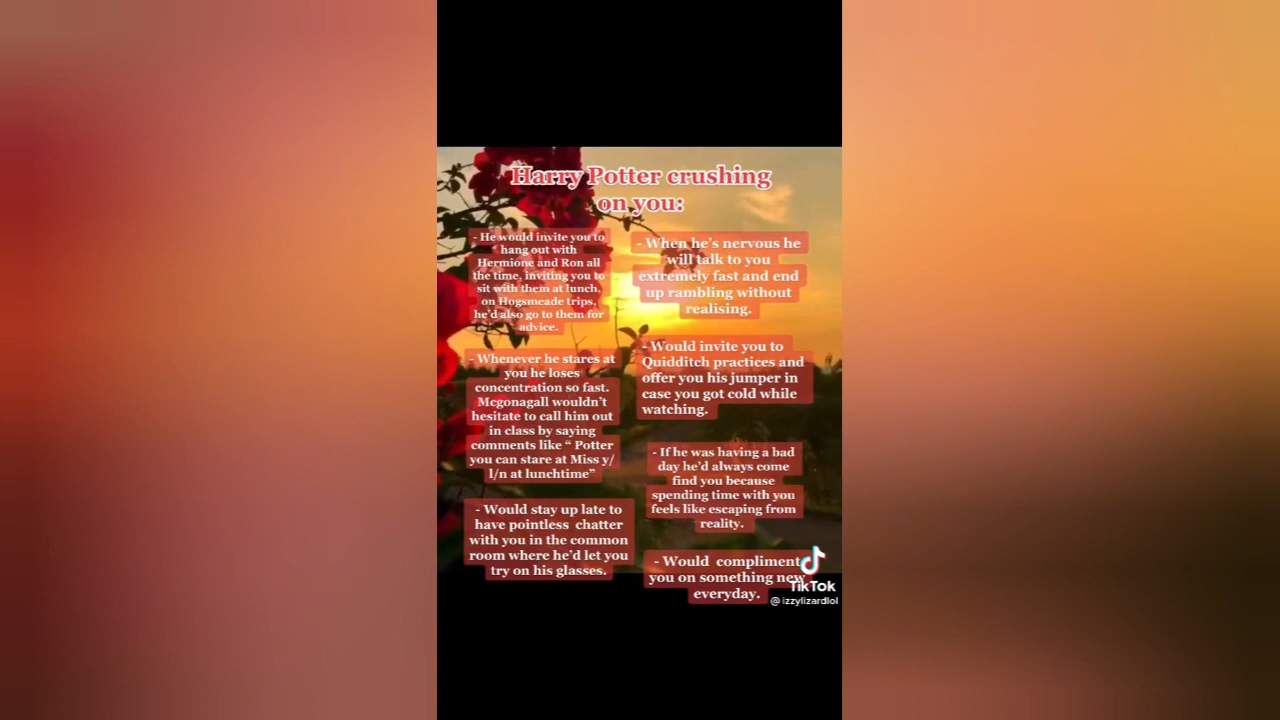 Harry Potter crushing
on you:
- He would invite you to
hang out with
Hermione and Ron all
the time, inviting you to
sit with them at lunch,
on Hogsmeade trips,
he'd also go to them for
advice.
- Whenever he stares at
you he loses
concentration so fast.
Mcgonagall wouldn't
hesitate to call him out
in class by saying
comments like “ Potter
you can stare at Miss y/
l/n at lunchtime”
- Would stay up late to
have pointless chatter
with you in the common
room where he'd let you
try on his glasses.
- When he's nervous he
will talk to you
extremely fast and end
up rambling without
realising.
- Would invite you to
Quidditch practices and
offer you his jumper in
case you got cold while
watching.
- If he was having a bad
day he'd always come
find you because
spending time with you
feels like escaping from
reality.
- Would compliment
you on something new
everyday.
TikTok
@ izzylizardlol